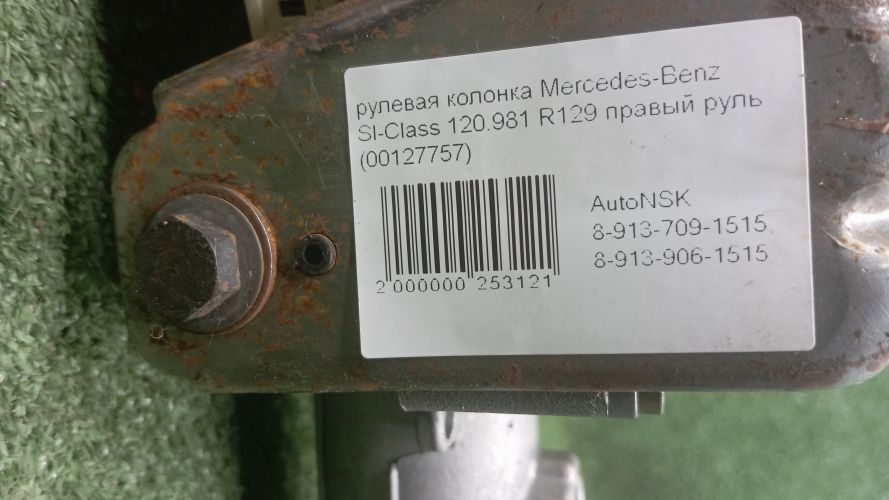 рулевая колонка Mercedes-Benz
Sl-Class 120.981 R129 правый руль
(00127757)
AutoNSK
8-913-709-1515,
8-913-906-1515
2 000000 253121